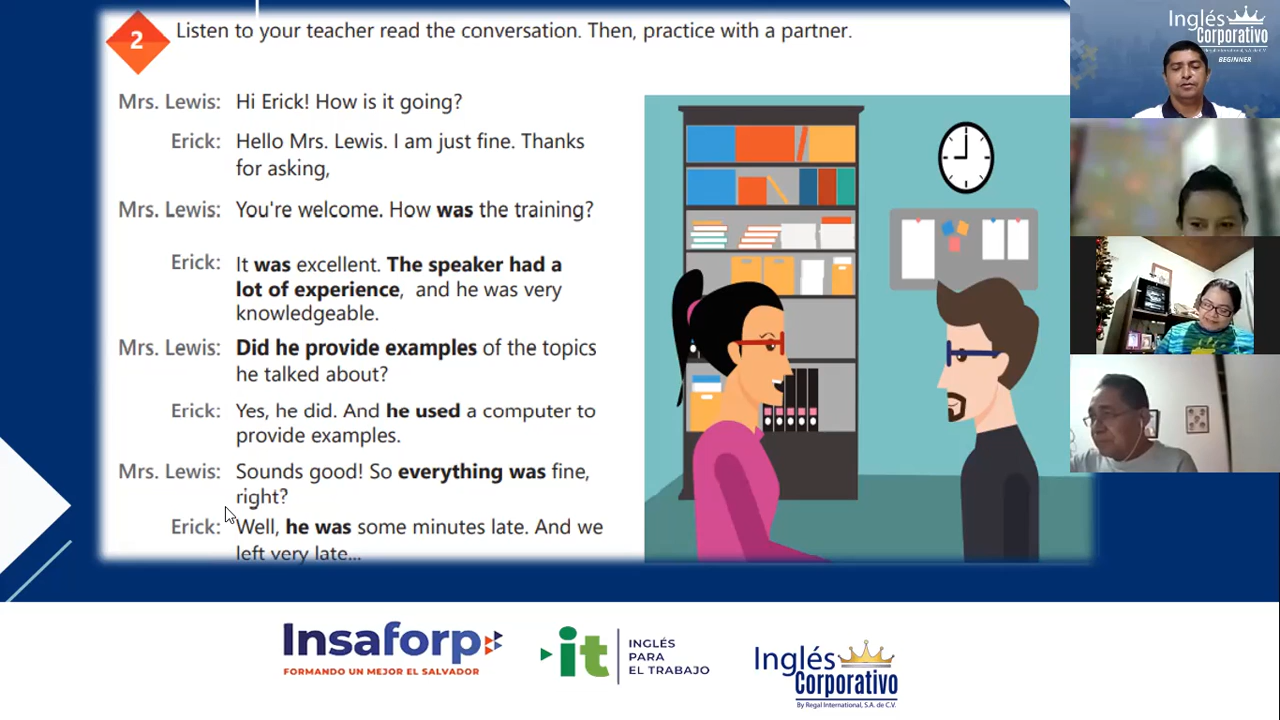 2
Listen to your teacher read the conversation. Then, practice with a partner.
Mrs. Lewis: Hi Erick! How is it going?
Erick: Hello Mrs. Lewis. I am just fine. Thanks
for asking,
Mrs. Lewis: You're welcome. How was the training?
Erick: It was excellent. The speaker had a
lot of experience, and he was very
knowledgeable.
Mrs. Lewis: Did he provide examples of the topics
he talked about?
Erick: Yes, he did. And he used a computer to
provide examples.
Mrs. Lewis: Sounds good! So everything was fine,
right?
Erick: Well, he was some minutes late. And we
left very late...
Inglés
Corporativo
By Regal International, S.A. de C.V.
BEGINNER
Insaforp
FORMANDO UN MEJOR EL SALVADOR
it
INGLÉS
PARA
EL TRABAJO
Inglés
Corporativo
By Regal International, S.A. de C.V.